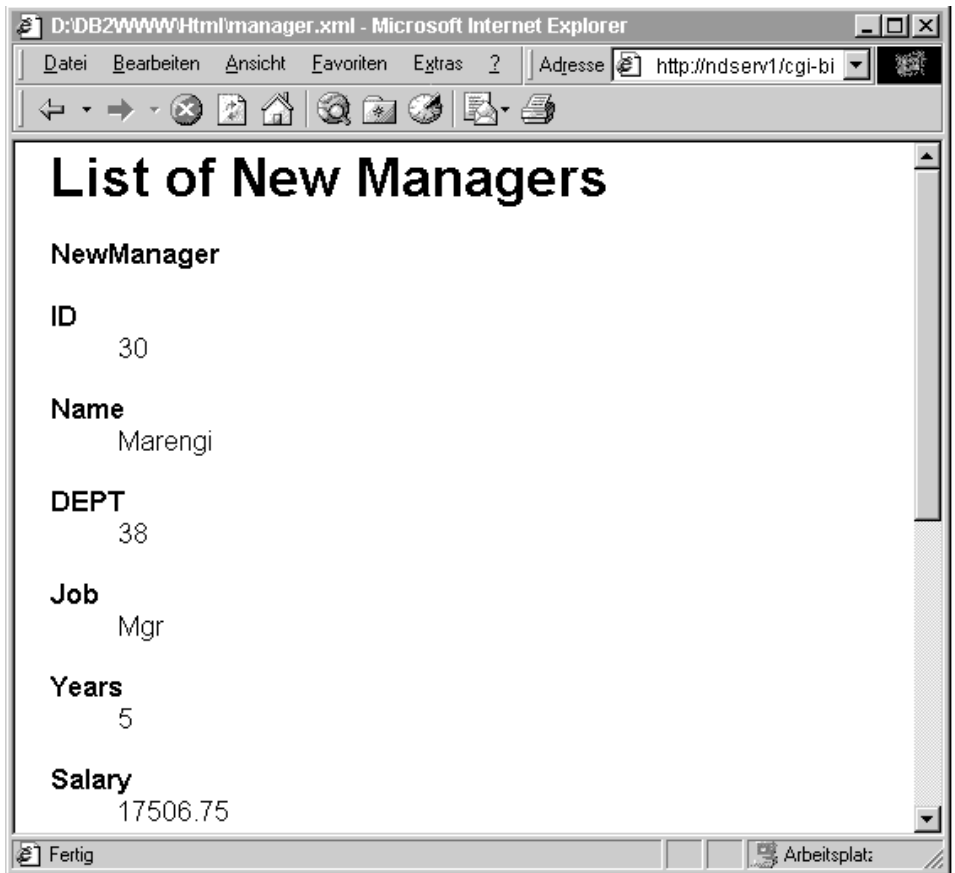 D:\DB2WWW\Html\manager.xml - Microsoft Internet Explorer
Datei Bearbeiten Ansicht Favoriten Extras ? Adresse http://ndserv1/cgi-bi
List of New Managers
NewManager
ID
30
Name
Marengi
DEPT
38
Job
Mgr
Years
5
Salary
17506.75
Fertig Arbeitsplatz